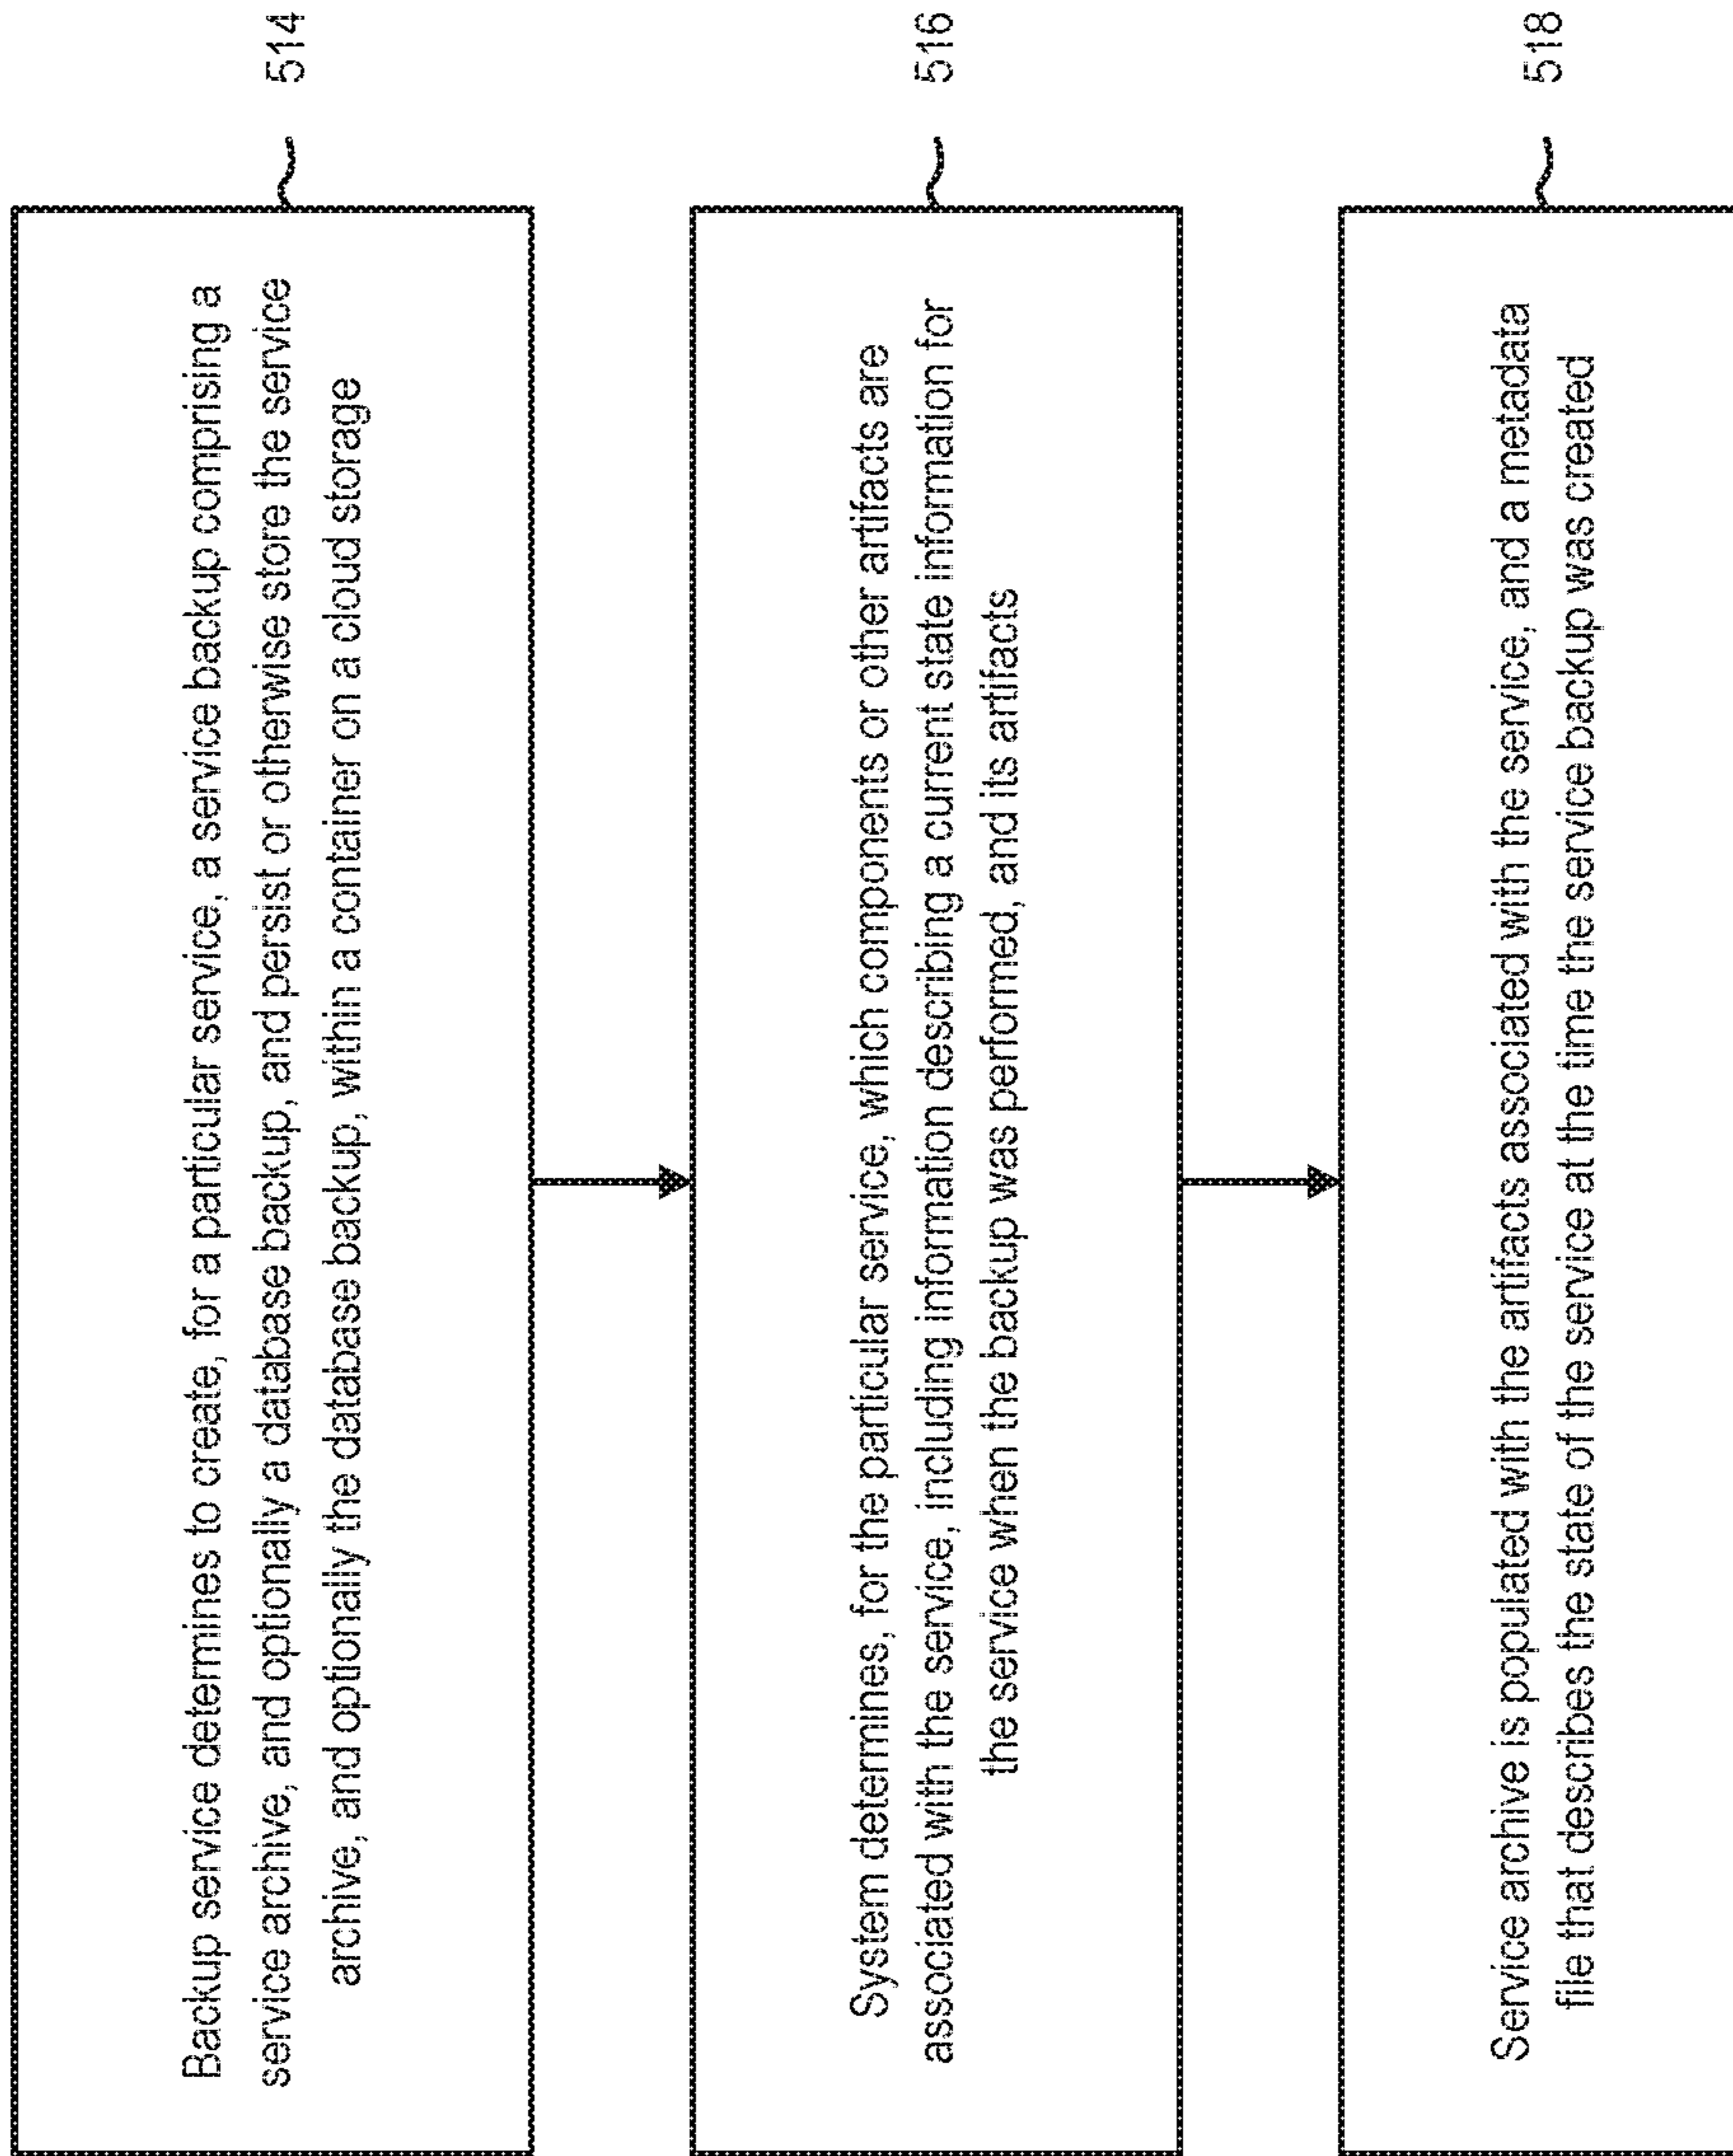 Backup service determines to create, for a particular service, a service backup comprising a
service archive, and optionally a database backup, and persist or otherwise store the service
archive, and optionally the database backup, within a container on a cloud storage
514
System determines, for the particular service, which components or other artifacts are
associated with the service, including information describing a current state information for
the service when the backup was performed, and its artifacts
516
Service archive is populated with the artifacts associated with the service, and a metadata
file that describes the state of the service at the time the service backup was created
518